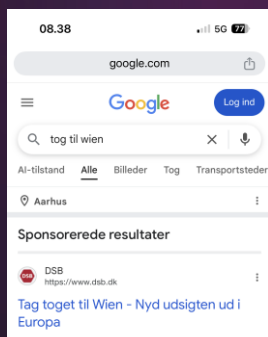 08.38 5G 77
google.com
Google Log ind
tog til wien
AI-tilstand Alle Billeder Tog Transportsteder
Aarhus
Sponsorerede resultater
DSB
DSB
https://www.dsb.dk
Tag toget til Wien - Nyd udsigten ud i
Europa